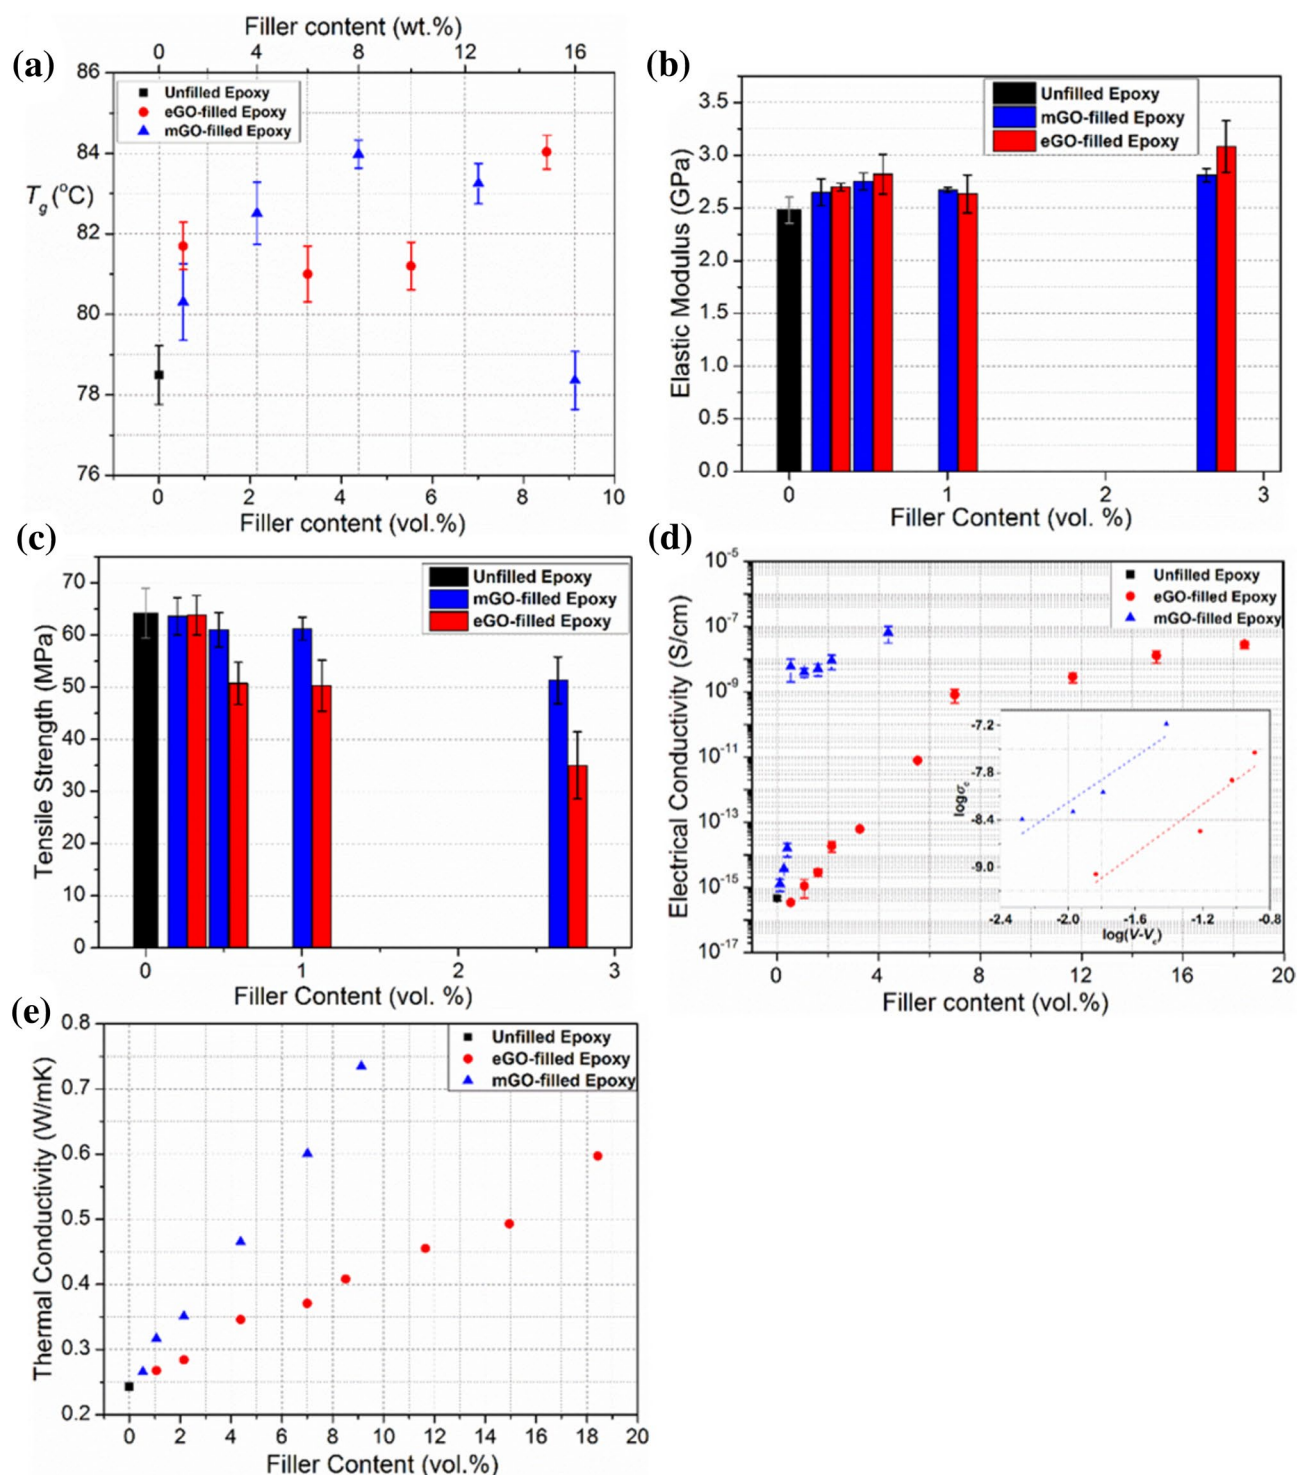 (a)
Filler content (wt.%)
0 4 8 12 16
86
84
82
80
78
76
Tg (°C)
Unfilled Epoxy
eGO-filled Epoxy
mGO-filled Epoxy
0 2 4 6 8 10
Filler content (vol.%)
(b)
3.5
3.0
2.5
2.0
1.5
1.0
0.5
0.0
Elastic Modulus (GPa)
Unfilled Epoxy
mGO-filled Epoxy
eGO-filled Epoxy
0 1 2 3
Filler Content (vol. %)
(c)
70
60
50
40
30
20
10
0
Tensile Strength (MPa)
Unfilled Epoxy
mGO-filled Epoxy
eGO-filled Epoxy
0 1 2 3
Filler Content (vol. %)
(d)
10⁻⁵
10⁻⁷
10⁻⁹
10⁻¹¹
10⁻¹³
10⁻¹⁵
10⁻¹⁷
Electrical Conductivity (S/cm)
Unfilled Epoxy
eGO-filled Epoxy
mGO-filled Epoxy
-7.2
-7.8
-8.4
-9.0
logσc
-2.4 -2.0 -1.6 -1.2 -0.8
log(V-Vc)
0 4 8 12 16 20
Filler content (vol.%)
(e)
0.8
0.7
0.6
0.5
0.4
0.3
0.2
Thermal Conductivity (W/mK)
Unfilled Epoxy
eGO-filled Epoxy
mGO-filled Epoxy
0 2 4 6 8 10 12 14 16 18 20
Filler Content (vol.%)